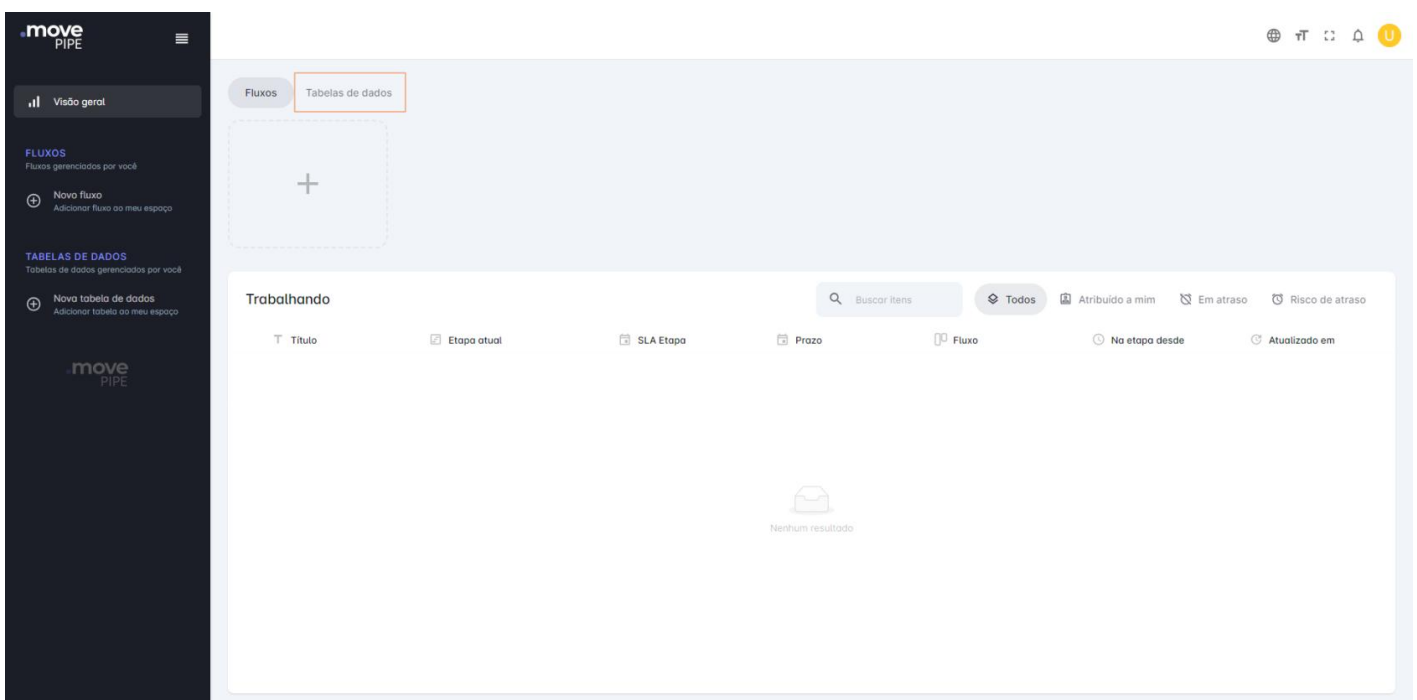 .move
PIPE
U
Visão geral
Fluxos
Tabelas de dados
FLUXOS
Fluxos gerenciados por você
Novo fluxo
Adicionar fluxo ao meu espaço
TABELAS DE DADOS
Tabelas de dados gerenciados por você
Nova tabela de dados
Adicionar tabela ao meu espaço
.move
PIPE
Trabalhando
Buscar itens
Todos
Atribuído a mim
Em atraso
Risco de atraso
Título
Etapa atual
SLA Etapa
Prazo
Fluxo
Na etapa desde
Atualizado em
Nenhum resultado